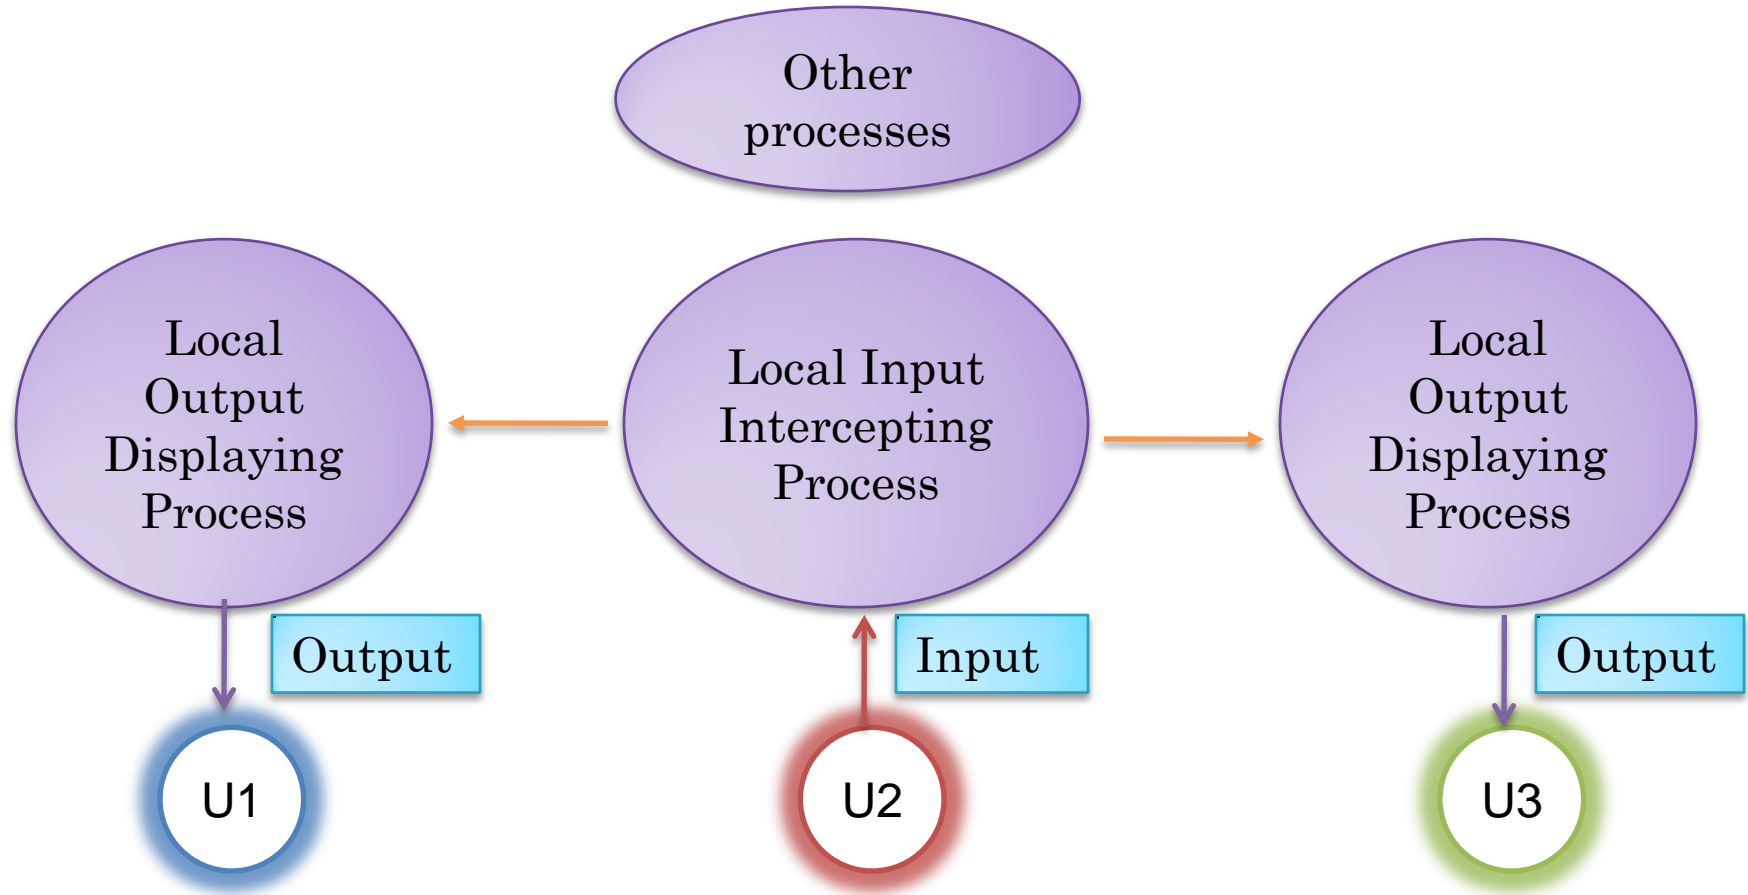 Other
processes
Local
Output
Displaying
Process
Local Input
Intercepting
Process
Local
Output
Displaying
Process
Output
Input
Output
U1
U2
U3